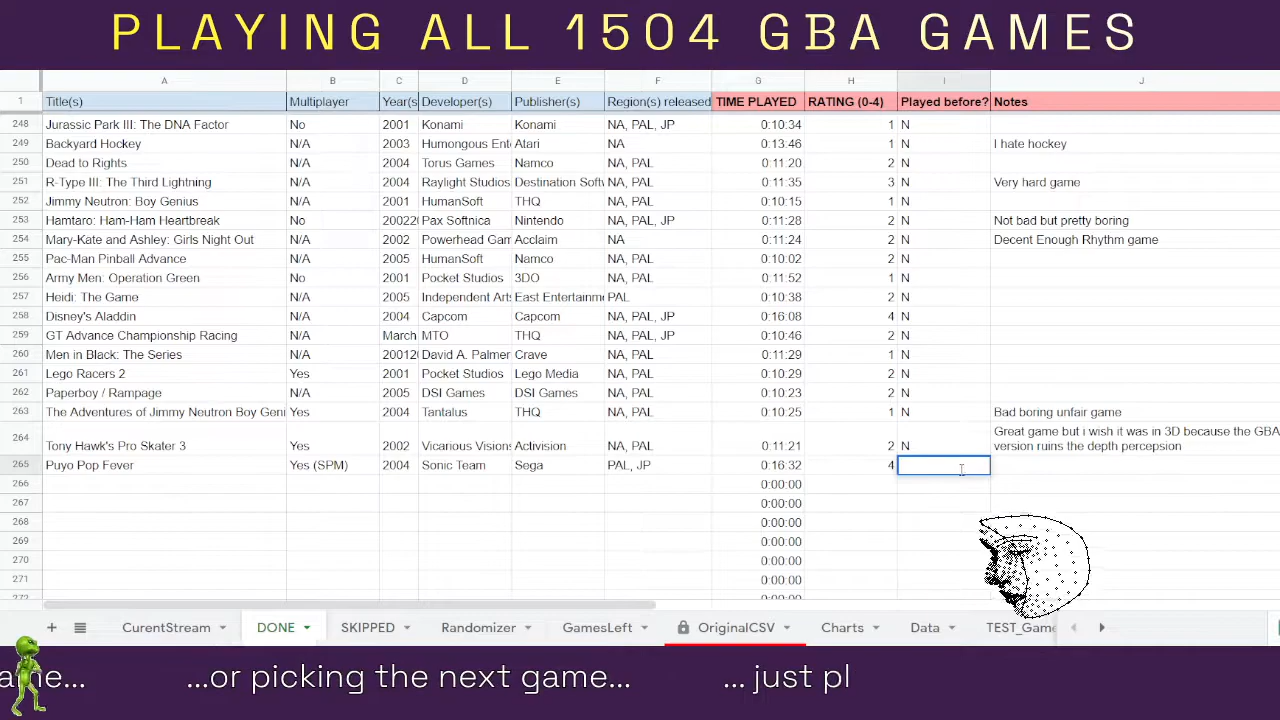 PLAYING ALL 1504 GBA GAMES
A B C D E F G H I J
1 Title(s) Multiplayer Year(s Developer(s) Publisher(s) Region(s) released TIME PLAYED RATING (0-4) Played before? Notes
248 Jurassic Park III: The DNA Factor No 2001 Konami Konami NA, PAL, JP 0:10:34 1 N
249 Backyard Hockey N/A 2003 Humongous Ent Atari NA 0:13:46 1 N I hate hockey
250 Dead to Rights N/A 2004 Torus Games Namco NA, PAL 0:11:20 2 N
251 R-Type III: The Third Lightning N/A 2004 Raylight Studios Destination Softw NA, PAL 0:11:35 3 N Very hard game
252 Jimmy Neutron: Boy Genius N/A 2001 HumanSoft THQ NA, PAL 0:10:15 1 N
253 Hamtaro: Ham-Ham Heartbreak No 200220 Pax Softnica Nintendo NA, PAL, JP 0:11:28 2 N Not bad but pretty boring
254 Mary-Kate and Ashley: Girls Night Out N/A 2002 Powerhead Gam Acclaim NA 0:11:24 2 N Decent Enough Rhythm game
255 Pac-Man Pinball Advance N/A 2005 HumanSoft Namco NA, PAL 0:10:02 2 N
256 Army Men: Operation Green No 2001 Pocket Studios 3DO NA, PAL 0:11:52 1 N
257 Heidi: The Game N/A 2005 Independent Arts East Entertainme PAL 0:10:38 2 N
258 Disney's Aladdin N/A 2004 Capcom Capcom NA, PAL, JP 0:16:08 4 N
259 GT Advance Championship Racing N/A March MTO THQ NA, PAL, JP 0:10:46 2 N
260 Men in Black: The Series N/A 200120 David A. Palmer Crave NA, PAL 0:11:29 1 N
261 Lego Racers 2 Yes 2001 Pocket Studios Lego Media NA, PAL 0:10:29 2 N
262 Paperboy / Rampage N/A 2005 DSI Games DSI Games NA, PAL 0:10:23 2 N
263 The Adventures of Jimmy Neutron Boy Geni Yes 2004 Tantalus THQ NA, PAL 0:10:25 1 N Bad boring unfair game
264 Tony Hawk's Pro Skater 3 Yes 2002 Vicarious Visions Activision NA, PAL 0:11:21 2 N Great game but i wish it was in 3D because the GBA
version ruins the depth percepsion
265 Puyo Pop Fever Yes (SPM) 2004 Sonic Team Sega PAL, JP 0:16:32 4
266 0:00:00
267 0:00:00
268 0:00:00
269 0:00:00
270 0:00:00
271 0:00:00
272 0:00:00
CurentStream DONE SKIPPED Randomizer GamesLeft OriginalCSV Charts Data TEST_Game
ame... ...or picking the next game... ... just pl